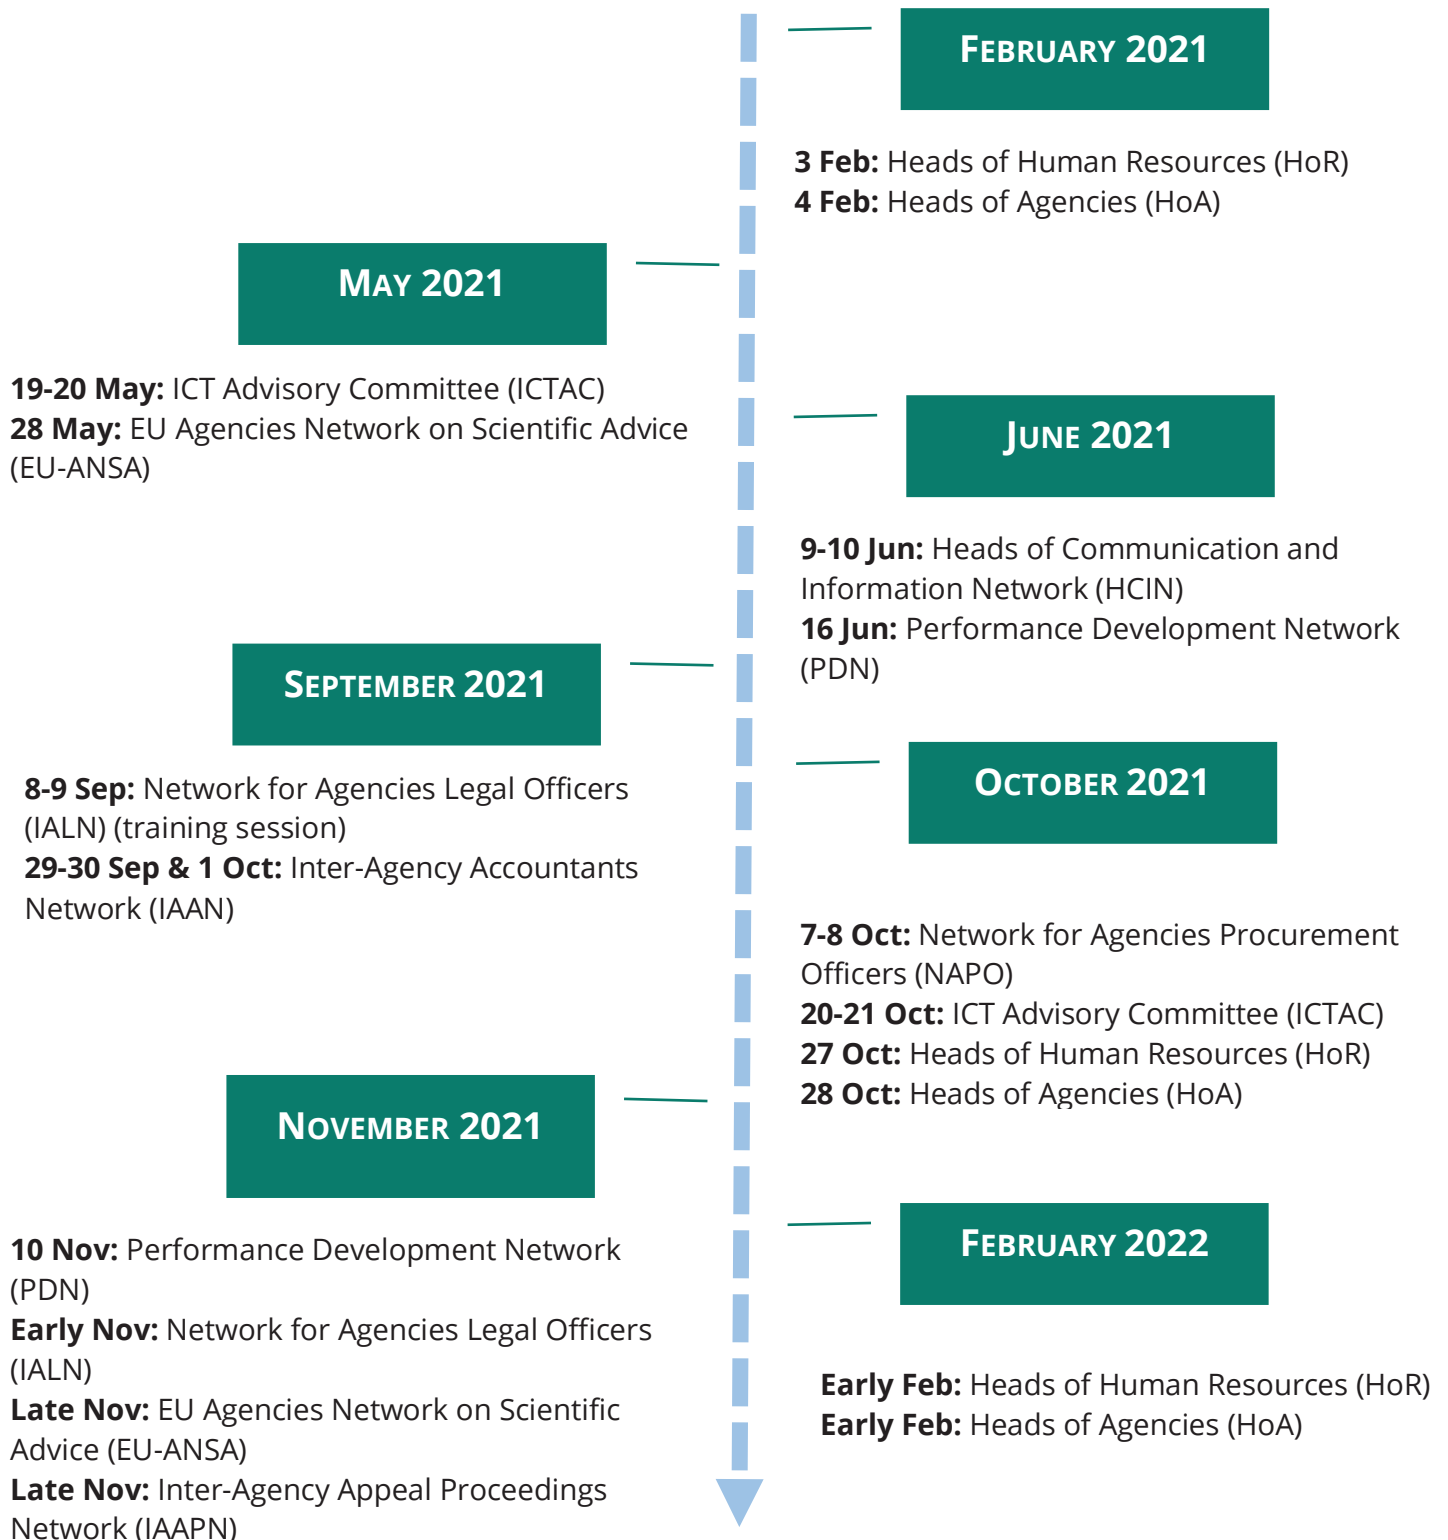 FEBRUARY 2021
3 Feb: Heads of Human Resources (HoR)
4 Feb: Heads of Agencies (HoA)
MAY 2021
19-20 May: ICT Advisory Committee (ICTAC)
28 May: EU Agencies Network on Scientific Advice
(EU-ANSA)
JUNE 2021
9-10 Jun: Heads of Communication and
Information Network (HCIN)
16 Jun: Performance Development Network
(PDN)
SEPTEMBER 2021
8-9 Sep: Network for Agencies Legal Officers
(IALN) (training session)
29-30 Sep & 1 Oct: Inter-Agency Accountants
Network (IAAN)
OCTOBER 2021
7-8 Oct: Network for Agencies Procurement
Officers (NAPO)
20-21 Oct: ICT Advisory Committee (ICTAC)
27 Oct: Heads of Human Resources (HoR)
28 Oct: Heads of Agencies (HoA)
NOVEMBER 2021
10 Nov: Performance Development Network
(PDN)
Early Nov: Network for Agencies Legal Officers
(IALN)
Late Nov: EU Agencies Network on Scientific
Advice (EU-ANSA)
Late Nov: Inter-Agency Appeal Proceedings
Network (IAAPN)
FEBRUARY 2022
Early Feb: Heads of Human Resources (HoR)
Early Feb: Heads of Agencies (HoA)